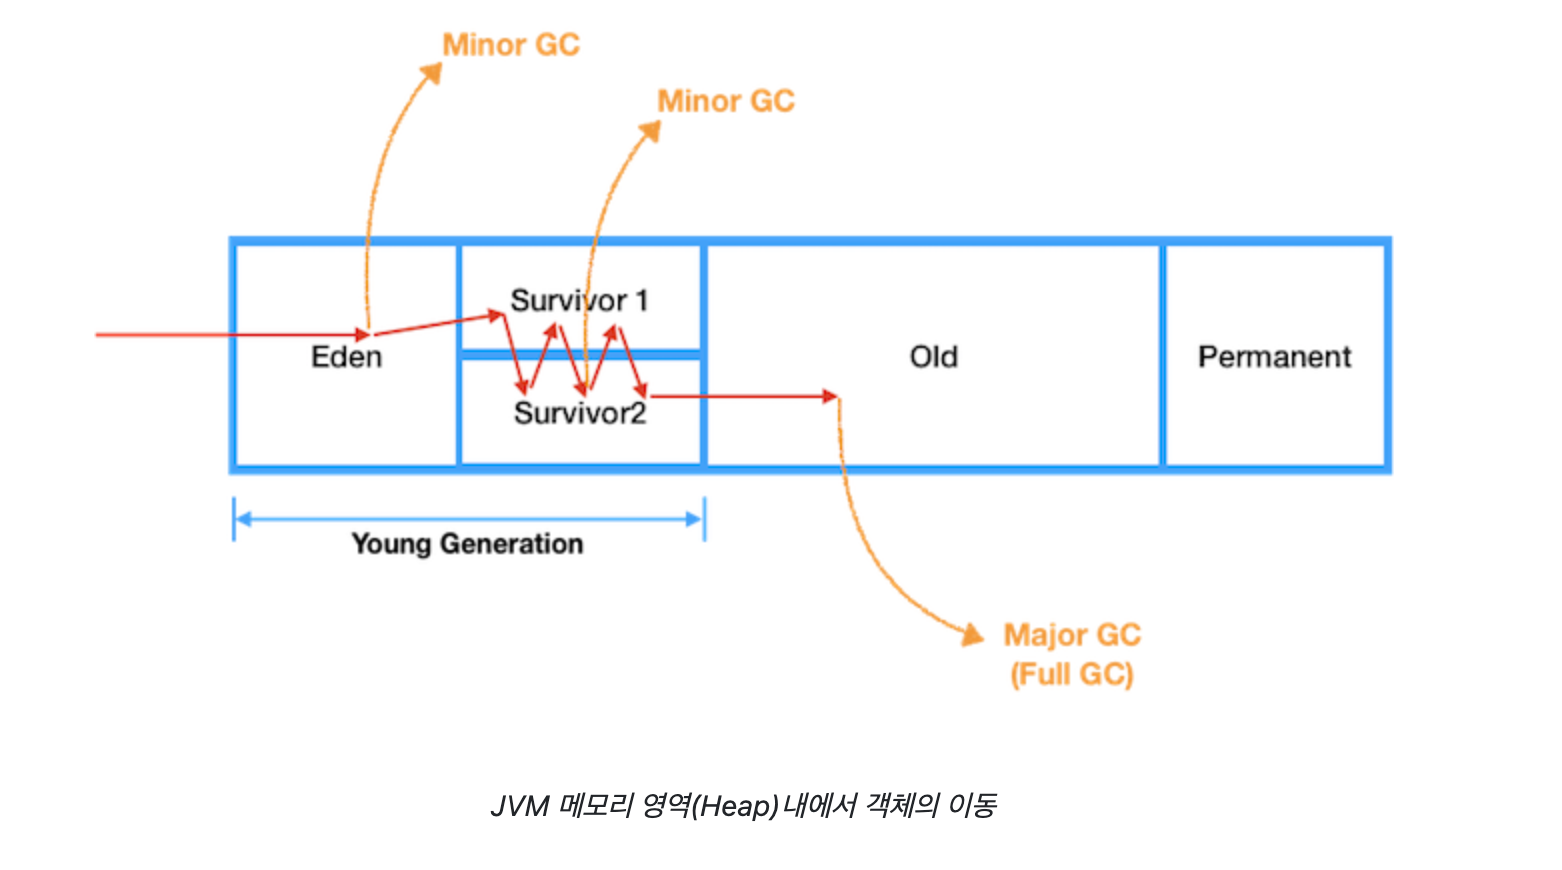 Minor GC
Minor GC
Survivor 1
Eden
Survivor2
Old
Permanent
Young Generation
Major GC
(Full GC)
JVM 메모리 영역(Heap)내에서 객체의 이동